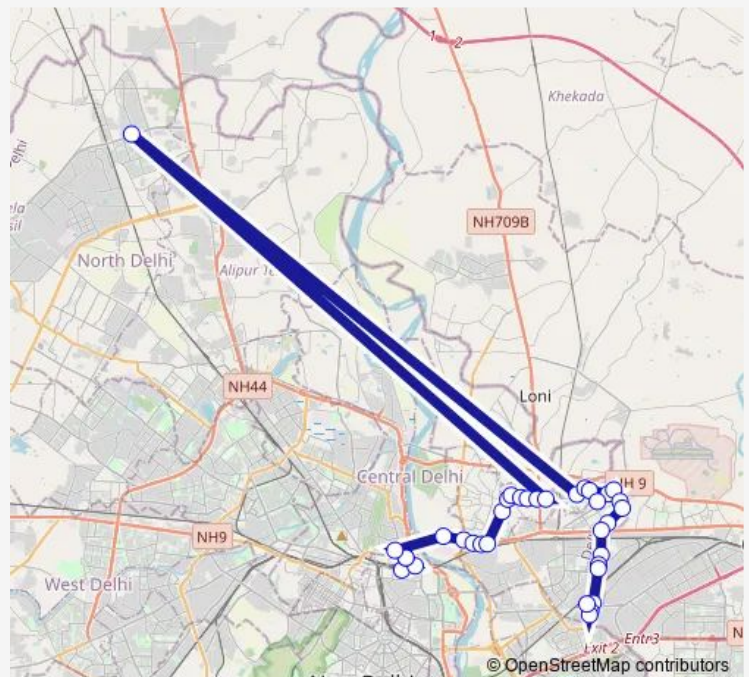 1
2
Khekada
NH709B
North Delhi
Alipur
NH44
Loni
Central Delhi
NH 9
NH9
West Delhi
Entr3
Exit 2
© OpenStreetMap contributors